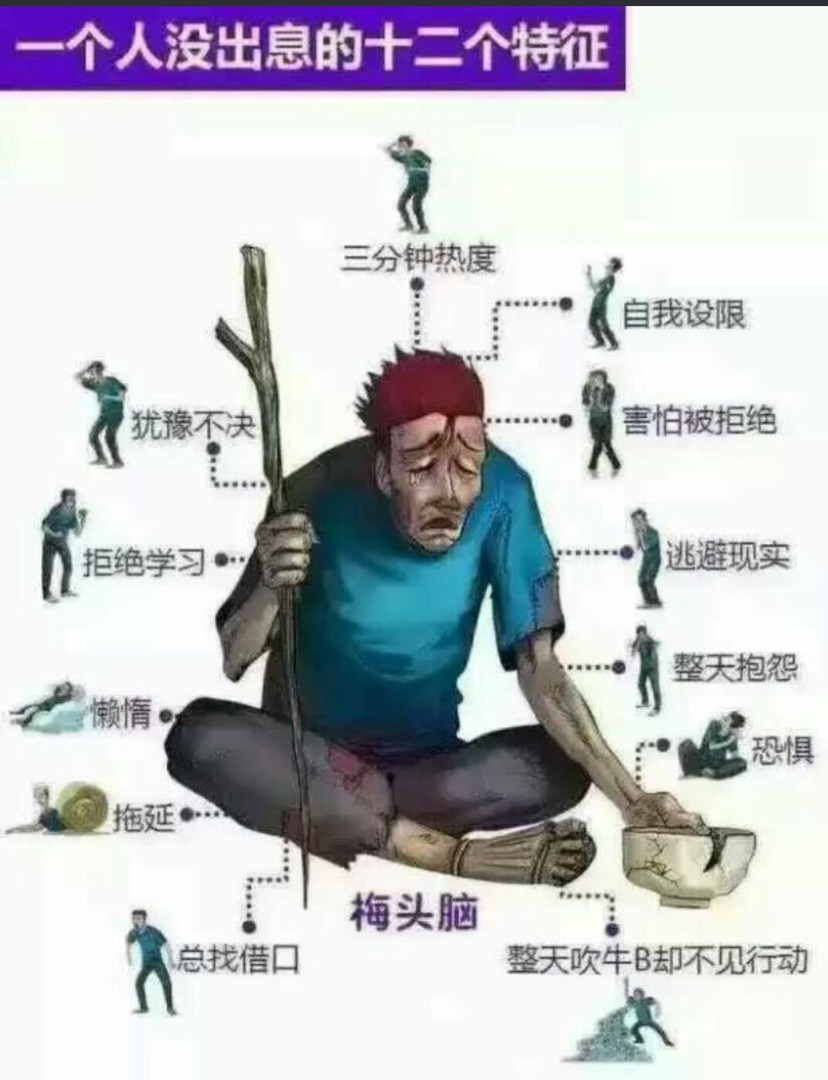 一个人没出息的十二个特征
三分钟热度
自我设限
犹豫不决
害怕被拒绝
拒绝学习
逃避现实
整天抱怨
懒惰
恐惧
拖延
梅头脑
总找借口
整天吹牛B却不见行动